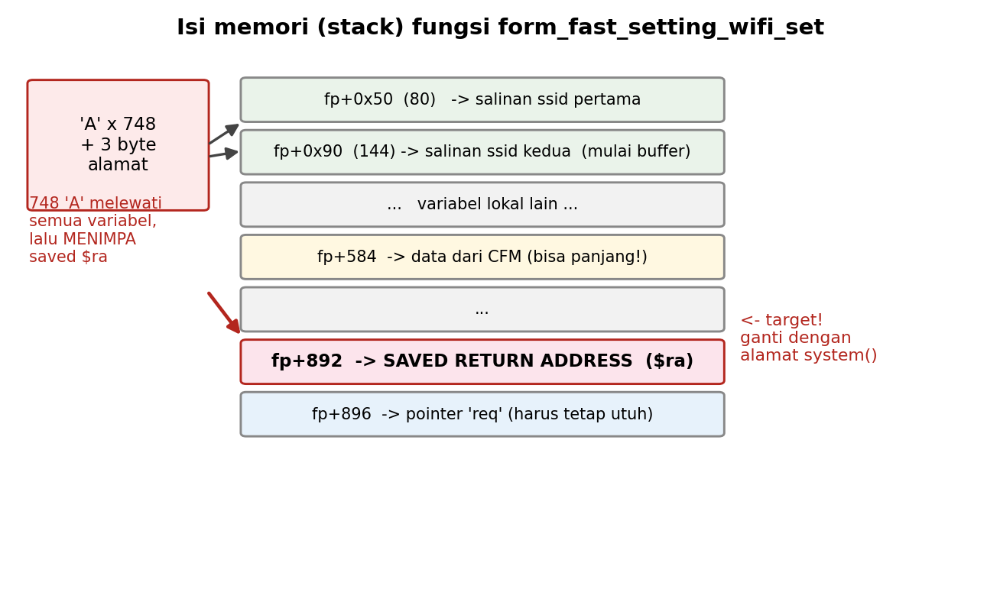 Isi memori (stack) fungsi form_fast_setting_wifi_set
'A' x 748
+ 3 byte
alamat
748 'A' melewati
semua variabel,
lalu MENIMPA
saved $ra
fp+0x50  (80)   -> salinan ssid pertama
fp+0x90  (144) -> salinan ssid kedua  (mulai buffer)
...   variabel lokal lain ...
fp+584  -> data dari CFM (bisa panjang!)
...
fp+892  -> SAVED RETURN ADDRESS  ($ra)
<- target!
ganti dengan
alamat system()
fp+896  -> pointer 'req' (harus tetap utuh)